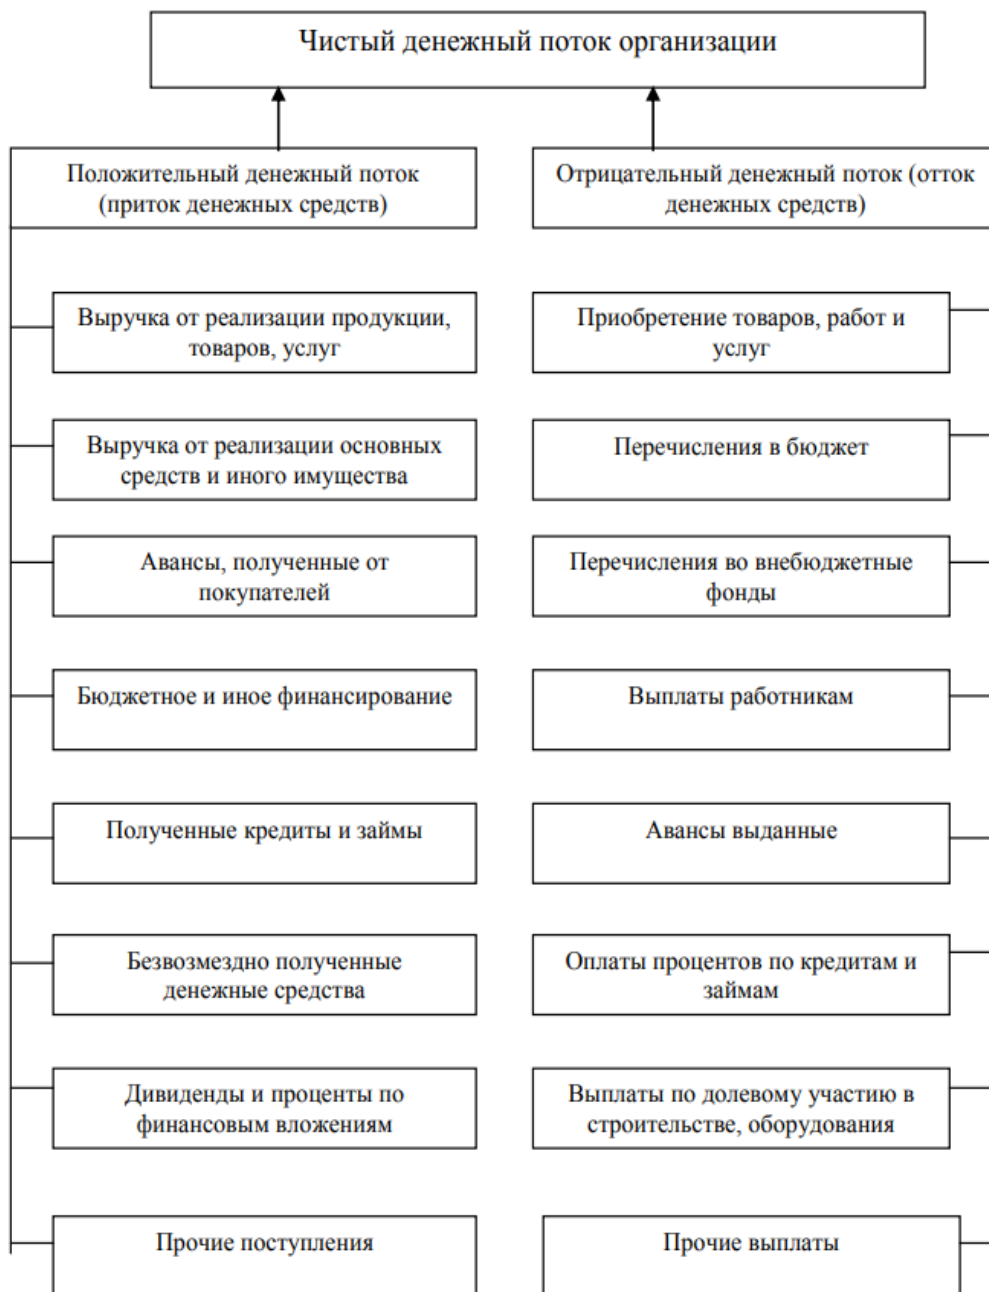 Чистый денежный поток организации
Положительный денежный поток
(приток денежных средств)
Отрицательный денежный поток (отток
денежных средств)
Выручка от реализации продукции,
товаров, услуг
Приобретение товаров, работ и
услуг
Выручка от реализации основных
средств и иного имущества
Перечисления в бюджет
Авансы, полученные от
покупателей
Перечисления во внебюджетные
фонды
Бюджетное и иное финансирование
Выплаты работникам
Полученные кредиты и займы
Авансы выданные
Безвозмездно полученные
денежные средства
Оплаты процентов по кредитам и
займам
Дивиденды и проценты по
финансовым вложениям
Выплаты по долевому участию в
строительстве, оборудования
Прочие поступления
Прочие выплаты